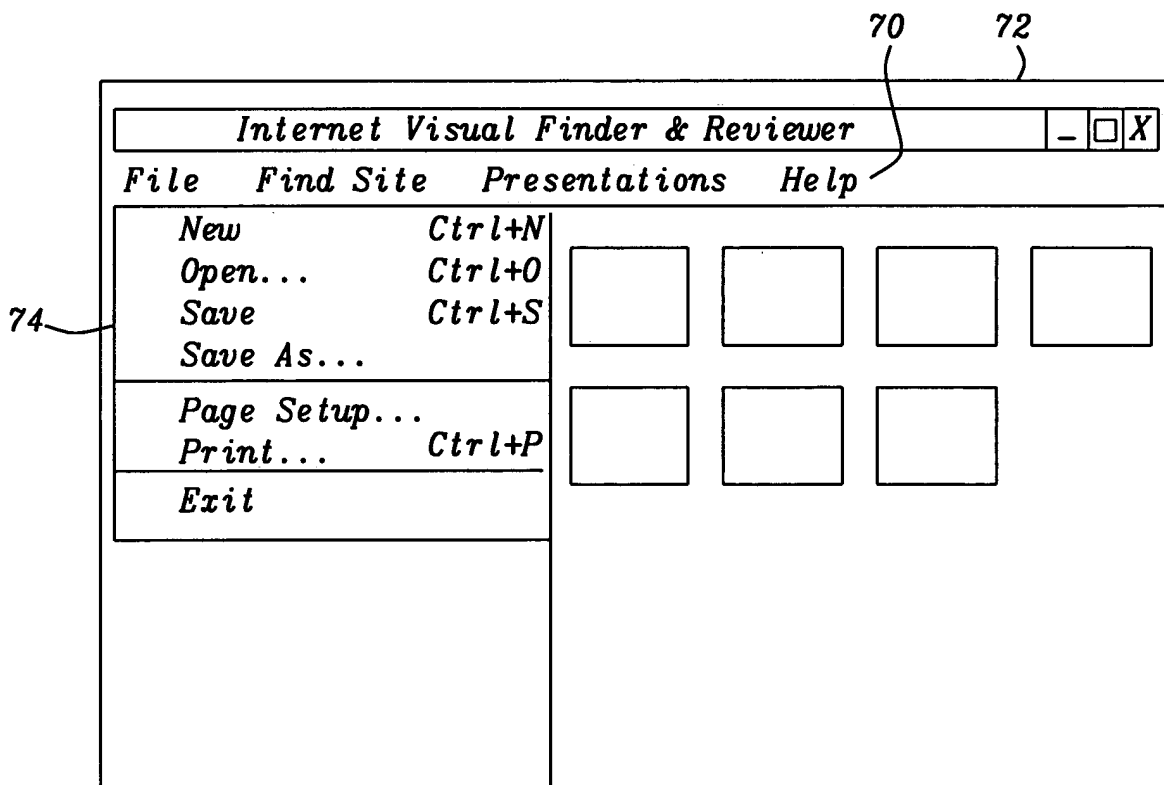 70 72
Internet Visual Finder & Reviewer _ □ X
File Find Site Presentations Help
New Ctrl+N
Open... Ctrl+O
Save Ctrl+S
74
Save As...
Page Setup...
Print... Ctrl+P
Exit